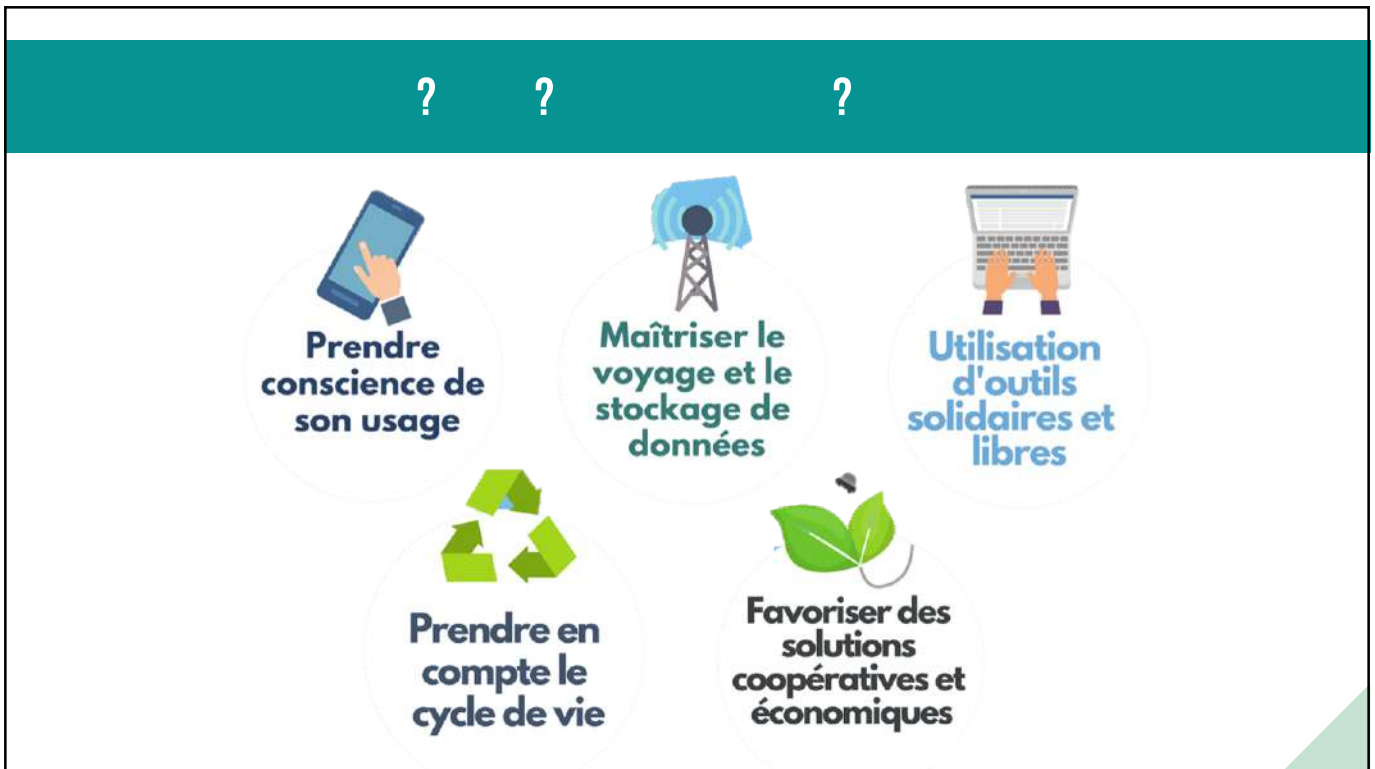 ? ? ?
Prendre
conscience de
son usage
Maîtriser le
voyage et le
stockage de
données
Utilisation
d'outils
solidaires et
libres
Prendre en
compte le
cycle de vie
Favoriser des
solutions
coopératives et
économiques